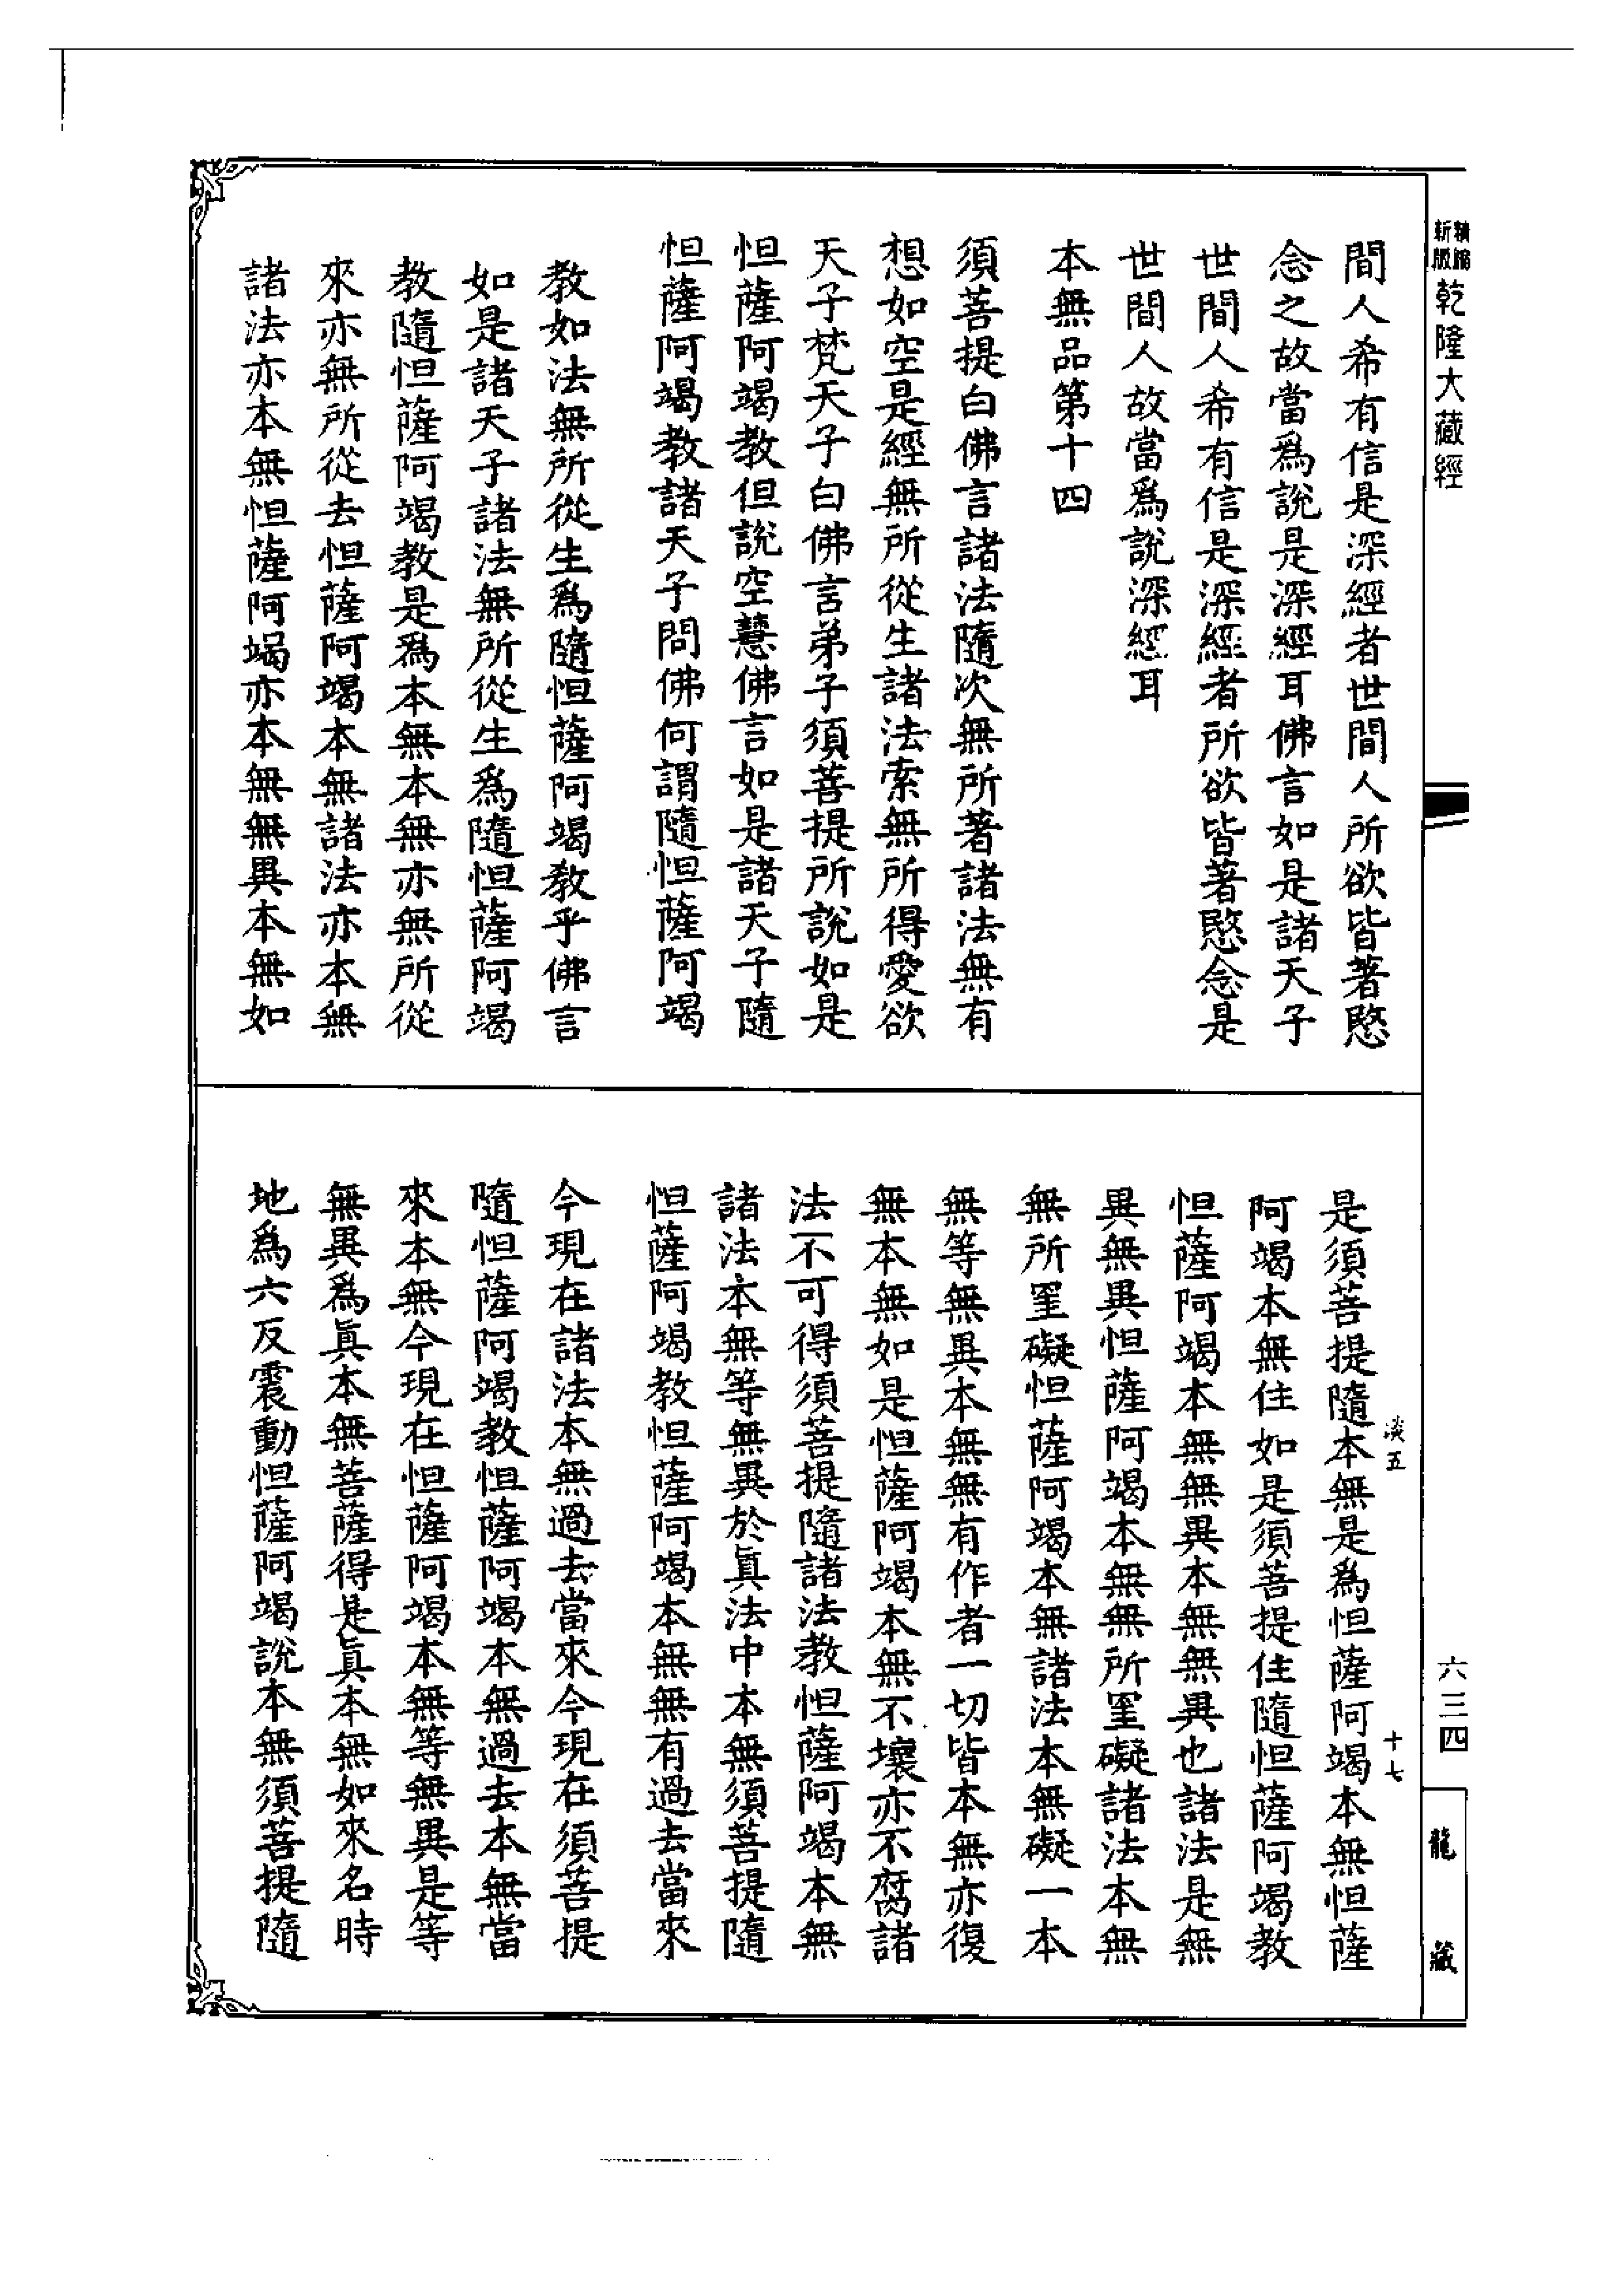 精縮新版乾隆大藏經
間人希有信是深經者世間人所欲皆著愍
念之故當爲說是深經耳佛言如是諸天子
世間人希有信是深經者所欲皆著愍念是
世間人故當爲說深經耳
本無品第十四
須菩提白佛言諸法隨次無所著諸法無有
想如空是經無所從生諸法索無所得愛欲
天子梵天子白佛言弟子須菩提所說如是
怛薩阿竭教但說空慧佛言如是諸天子隨
怛薩阿竭教諸天子問佛何謂隨怛薩阿竭
教如法無所從生爲隨怛薩阿竭教乎佛言
如是諸天子諸法無所從生爲隨怛薩阿竭
教隨怛薩阿竭教是爲本無本無亦無所從
來亦無所從去怛薩阿竭本無諸法亦本無
諸法亦本無怛薩阿竭亦本無無異本無如
是須菩提隨本無是爲怛薩阿竭本無怛薩
阿竭本無住如是須菩提住隨怛薩阿竭教
怛薩阿竭本無無異本無無異也諸法是無
異無異怛薩阿竭本無無所罣礙諸法本無
無所罣礙怛薩阿竭本無諸法本無礙一本
無等無異本無無有作者一切皆本無亦復
無本無如是怛薩阿竭本無不壞亦不腐諸
法不可得須菩提隨諸法教怛薩阿竭本無
諸法本無等無異於眞法中本無須菩提隨
怛薩阿竭教怛薩阿竭本無無有過去當來
今現在諸法本無過去當來今現在須菩提
隨怛薩阿竭教怛薩阿竭本無過去本無當
來本無今現在怛薩阿竭本無等無異是等
無異爲眞本無菩薩得是眞本無如來名時
地爲六反震動怛薩阿竭說本無須菩提隨
淡五
十七
六三四
龍藏